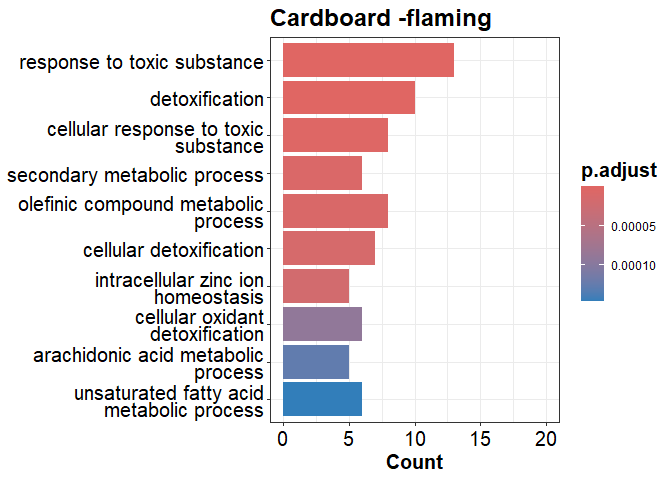 Cardboard -flaming
response to toxic substance
detoxification
cellular response to toxic
substance
secondary metabolic process
olefinic compound metabolic
process
cellular detoxification
intracellular zinc ion
homeostasis
cellular oxidant
detoxification
arachidonic acid metabolic
process
unsaturated fatty acid
metabolic process
0 5 10 15 20
Count
p.adjust
0.00005
0.00010